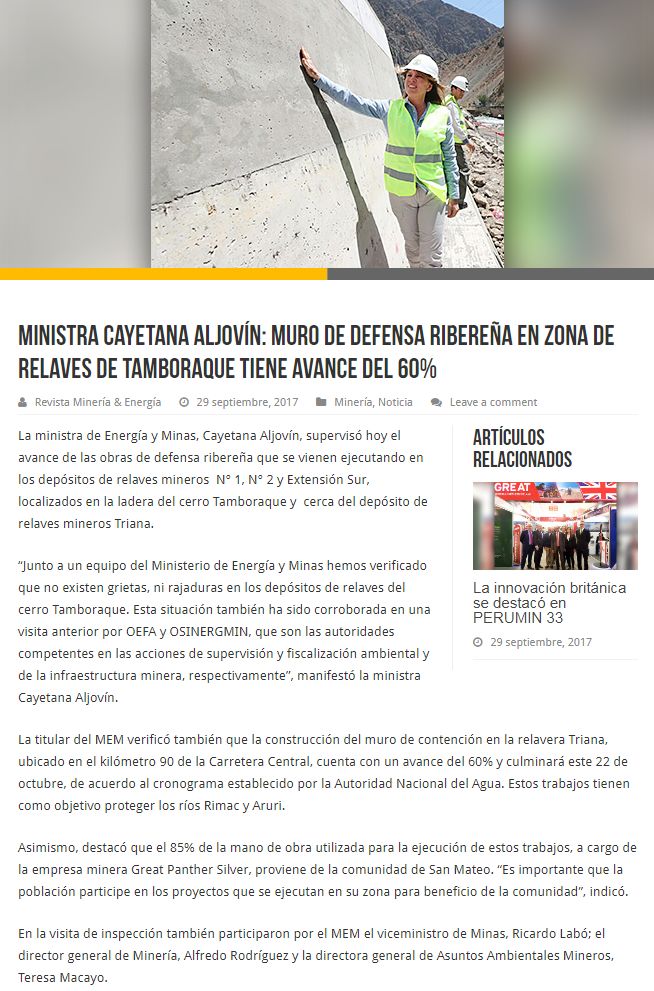 MINISTRA CAYETANA ALJOVÍN: MURO DE DEFENSA RIBEREÑA EN ZONA DE
RELAVES DE TAMBORAQUE TIENE AVANCE DEL 60%
Revista Minería & Energía 29 septiembre, 2017 Minería, Noticia Leave a comment
La ministra de Energía y Minas, Cayetana Aljovín, supervisó hoy el
avance de las obras de defensa ribereña que se vienen ejecutando en
los depósitos de relaves mineros N° 1, N° 2 y Extensión Sur,
localizados en la ladera del cerro Tamboraque y cerca del depósito de
relaves mineros Triana.
“Junto a un equipo del Ministerio de Energía y Minas hemos verificado
que no existen grietas, ni rajaduras en los depósitos de relaves del
cerro Tamboraque. Esta situación también ha sido corroborada en una
visita anterior por OEFA y OSINERGMIN, que son las autoridades
competentes en las acciones de supervisión y fiscalización ambiental y
de la infraestructura minera, respectivamente”, manifestó la ministra
Cayetana Aljovín.
ARTÍCULOS
RELACIONADOS
GREAT
La innovación británica
se destacó en
PERUMIN 33
29 septiembre, 2017
La titular del MEM verificó también que la construcción del muro de contención en la relavera Triana,
ubicado en el kilómetro 90 de la Carretera Central, cuenta con un avance del 60% y culminará este 22 de
octubre, de acuerdo al cronograma establecido por la Autoridad Nacional del Agua. Estos trabajos tienen
como objetivo proteger los ríos Rimac y Aruri.
Asimismo, destacó que el 85% de la mano de obra utilizada para la ejecución de estos trabajos, a cargo de
la empresa minera Great Panther Silver, proviene de la comunidad de San Mateo. “Es importante que la
población participe en los proyectos que se ejecutan en su zona para beneficio de la comunidad”, indicó.
En la visita de inspección también participaron por el MEM el viceministro de Minas, Ricardo Labó; el
director general de Minería, Alfredo Rodríguez y la directora general de Asuntos Ambientales Mineros,
Teresa Macayo.